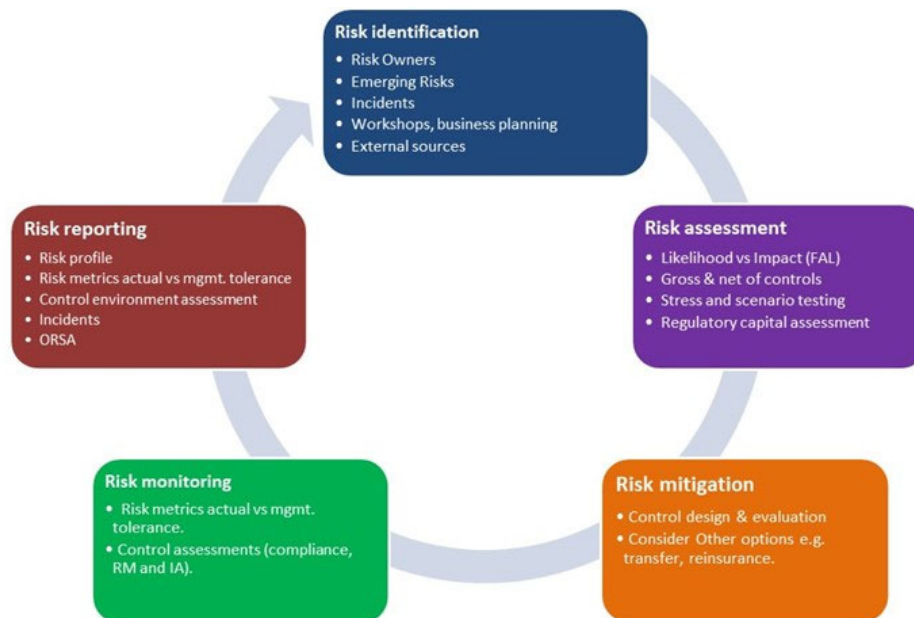 Risk identification
• Risk Owners
• Emerging Risks
• Incidents
• Workshops, business planning
• External sources
Risk assessment
• Likelihood vs Impact (FAL)
• Gross & net of controls
• Stress and scenario testing
• Regulatory capital assessment
Risk mitigation
• Control design & evaluation
• Consider Other options e.g.
transfer, reinsurance.
Risk monitoring
• Risk metrics actual vs mgmt.
tolerance.
• Control assessments (compliance,
RM and IA).
Risk reporting
• Risk profile
• Risk metrics actual vs mgmt. tolerance
• Control environment assessment
• Incidents
• ORSA